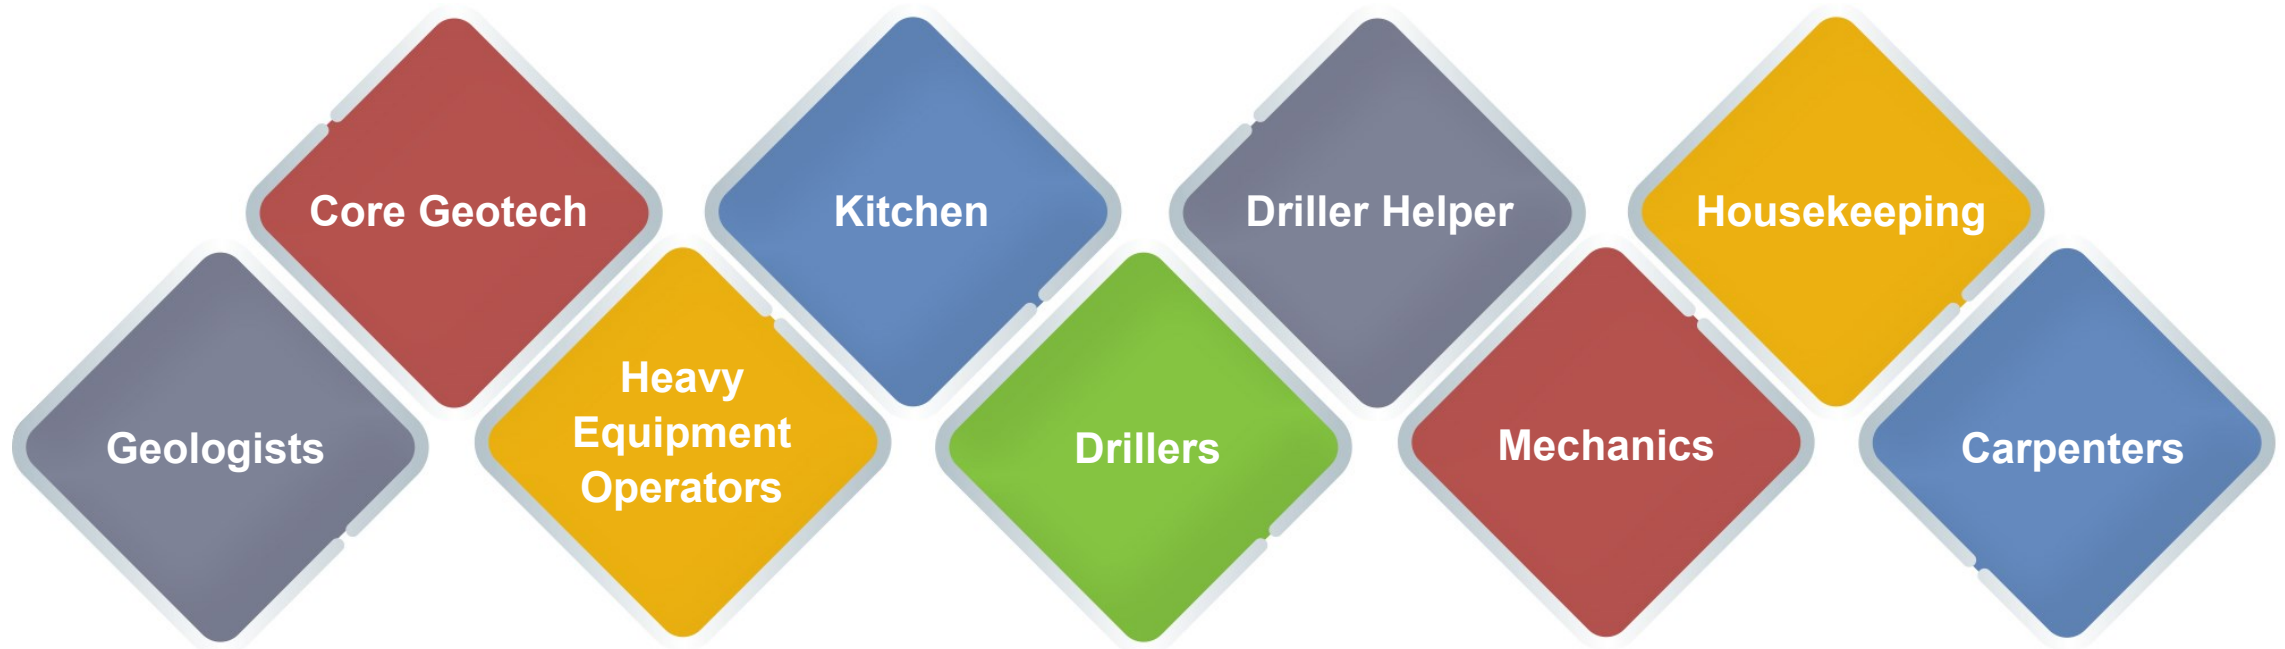 Core Geotech
Kitchen
Driller Helper
Housekeeping
Geologists
Heavy
Equipment
Operators
Drillers
Mechanics
Carpenters